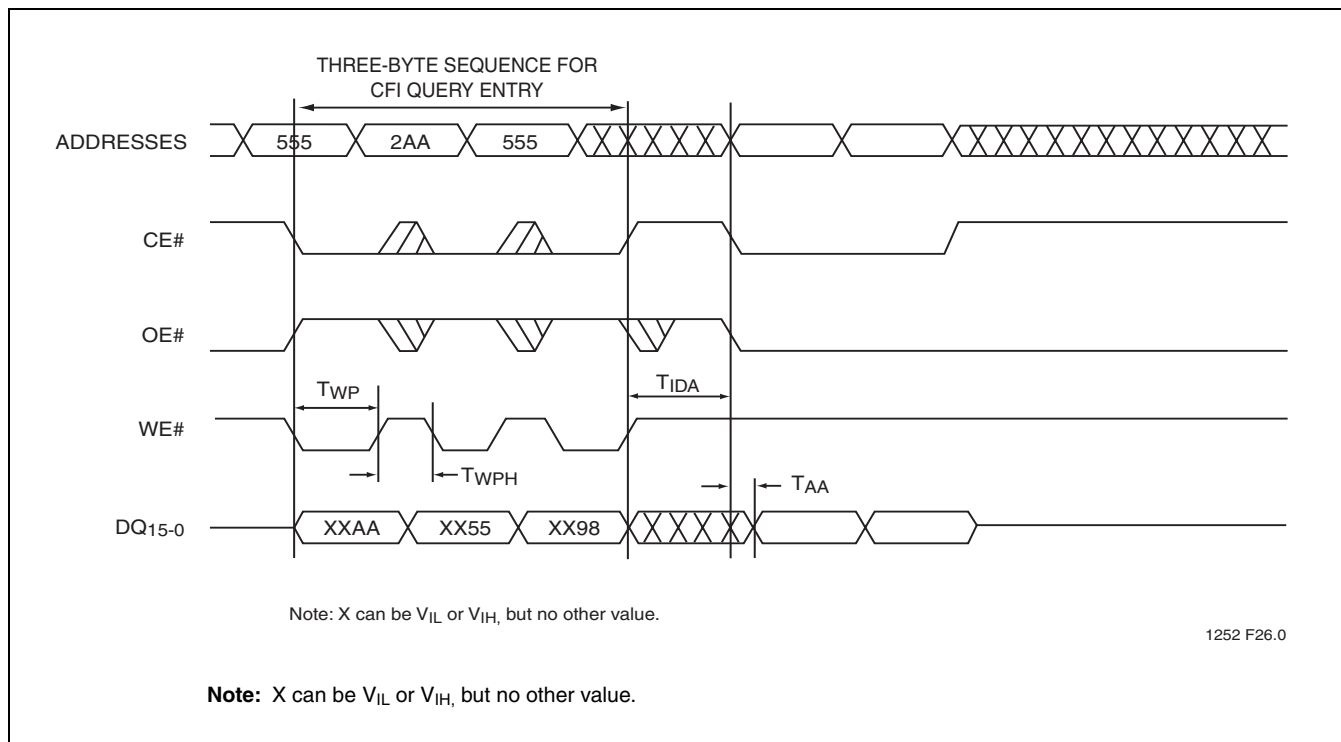 THREE-BYTE SEQUENCE FOR
CFI QUERY ENTRY
ADDRESSES 555 2AA 555
CE#
OE#
TWP TIDA
WE#
TWPH TAA
DQ15-0 XXAA XX55 XX98
Note: X can be VIL or VIH, but no other value.
1252 F26.0
Note: X can be VIL or VIH, but no other value.